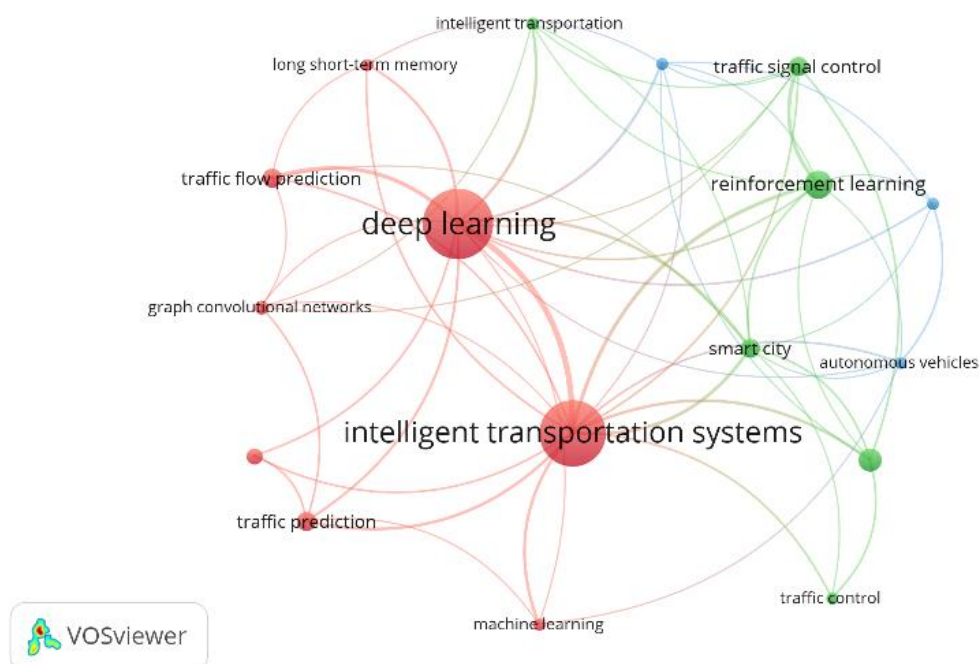 intelligent transportation
long short-term memory
traffic signal control
traffic flow prediction
reinforcement learning
deep learning
graph convolutional networks
smart city
autonomous vehicles
intelligent transportation systems
traffic prediction
traffic control
machine learning
VOSviewer